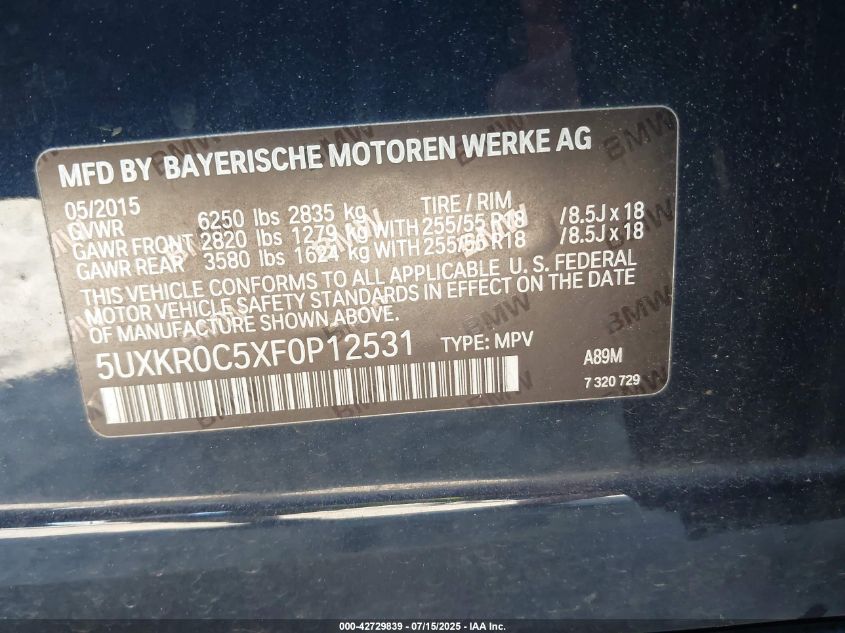 MFD BY BAYERISCHE MOTOREN WERKE AG
05/2015
GVWR 6250 lbs 2835 kg TIRE / RIM
GAWR FRONT 2820 lbs 1279 kg WITH 255/55 R18 /8.5J x 18
GAWR REAR 3580 lbs 1624 kg WITH 255/55 R18 /8.5J x 18
THIS VEHICLE CONFORMS TO ALL APPLICABLE U. S. FEDERAL
MOTOR VEHICLE SAFETY STANDARDS IN EFFECT ON THE DATE
OF MANUFACTURE SHOWN ABOVE.
5UXKR0C5XF0P12531 TYPE: MPV A89M
7 320 729
000-42729839 - 07/15/2025 - IAA Inc.